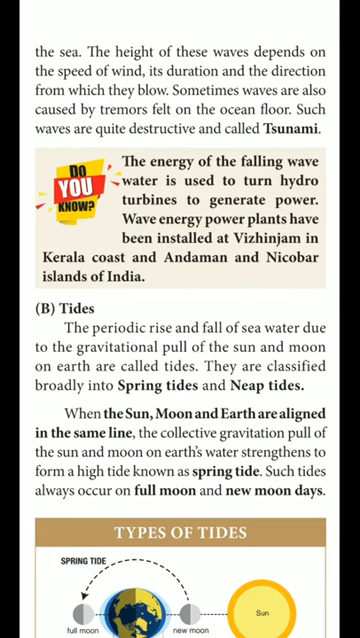 the sea. The height of these waves depends on
the speed of wind, its duration and the direction
from which they blow. Sometimes waves are also
caused by tremors felt on the ocean floor. Such
waves are quite destructive and called Tsunami.
DO
YOU
KNOW?
The energy of the falling wave
water is used to turn hydro
turbines to generate power.
Wave energy power plants have
been installed at Vizhinjam in
Kerala coast and Andaman and Nicobar
islands of India.
(B) Tides
The periodic rise and fall of sea water due
to the gravitational pull of the sun and moon
on earth are called tides. They are classified
broadly into Spring tides and Neap tides.
When the Sun, Moon and Earth are aligned
in the same line, the collective gravitation pull of
the sun and moon on earth's water strengthens to
form a high tide known as spring tide. Such tides
always occur on full moon and new moon days.
TYPES OF TIDES
SPRING TIDE
Sun
full moon
new moon